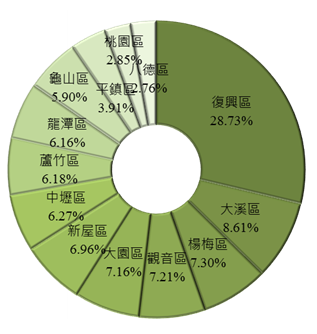 復興區
28.73%
大溪區
8.61%
楊梅區
7.30%
觀音區
7.21%
大園區
7.16%
新屋區
6.96%
中壢區
6.27%
蘆竹區
6.18%
龍潭區
6.16%
龜山區
5.90%
平鎮區
3.91%
桃園區
2.85%
八德區
2.76%